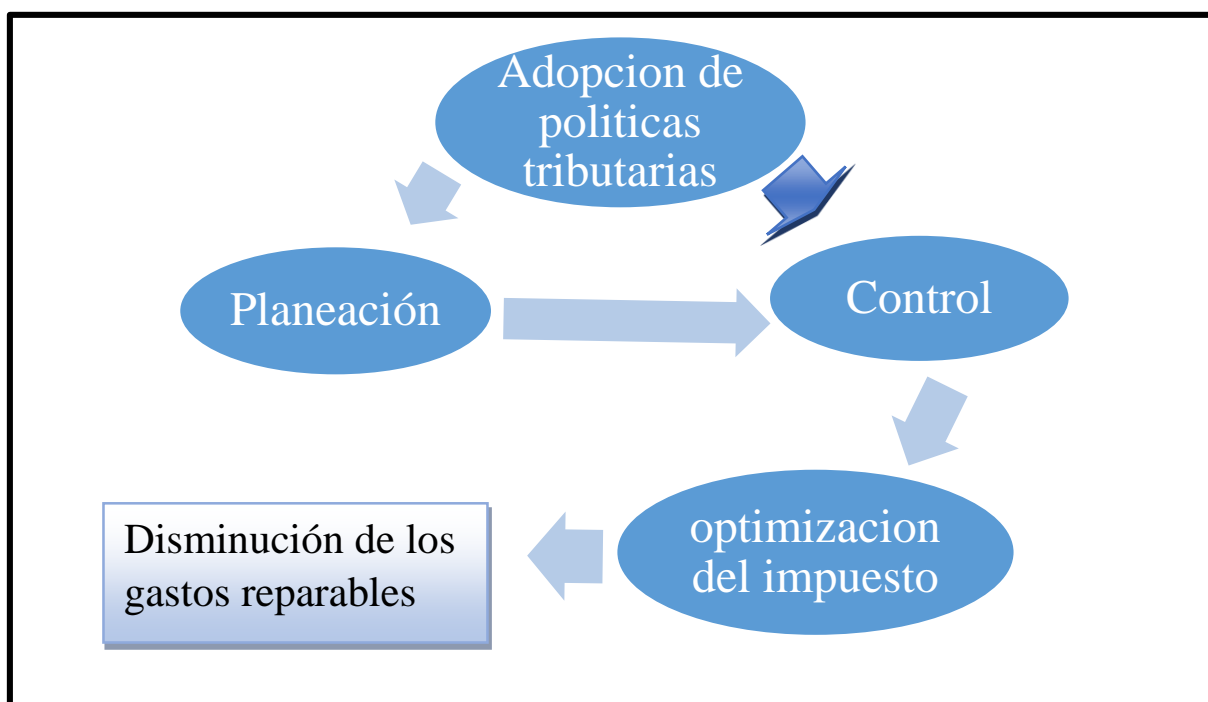 Adopcion de
politicas
tributarias
Planeación
Control
optimizacion
del impuesto
Disminución de los
gastos reparables